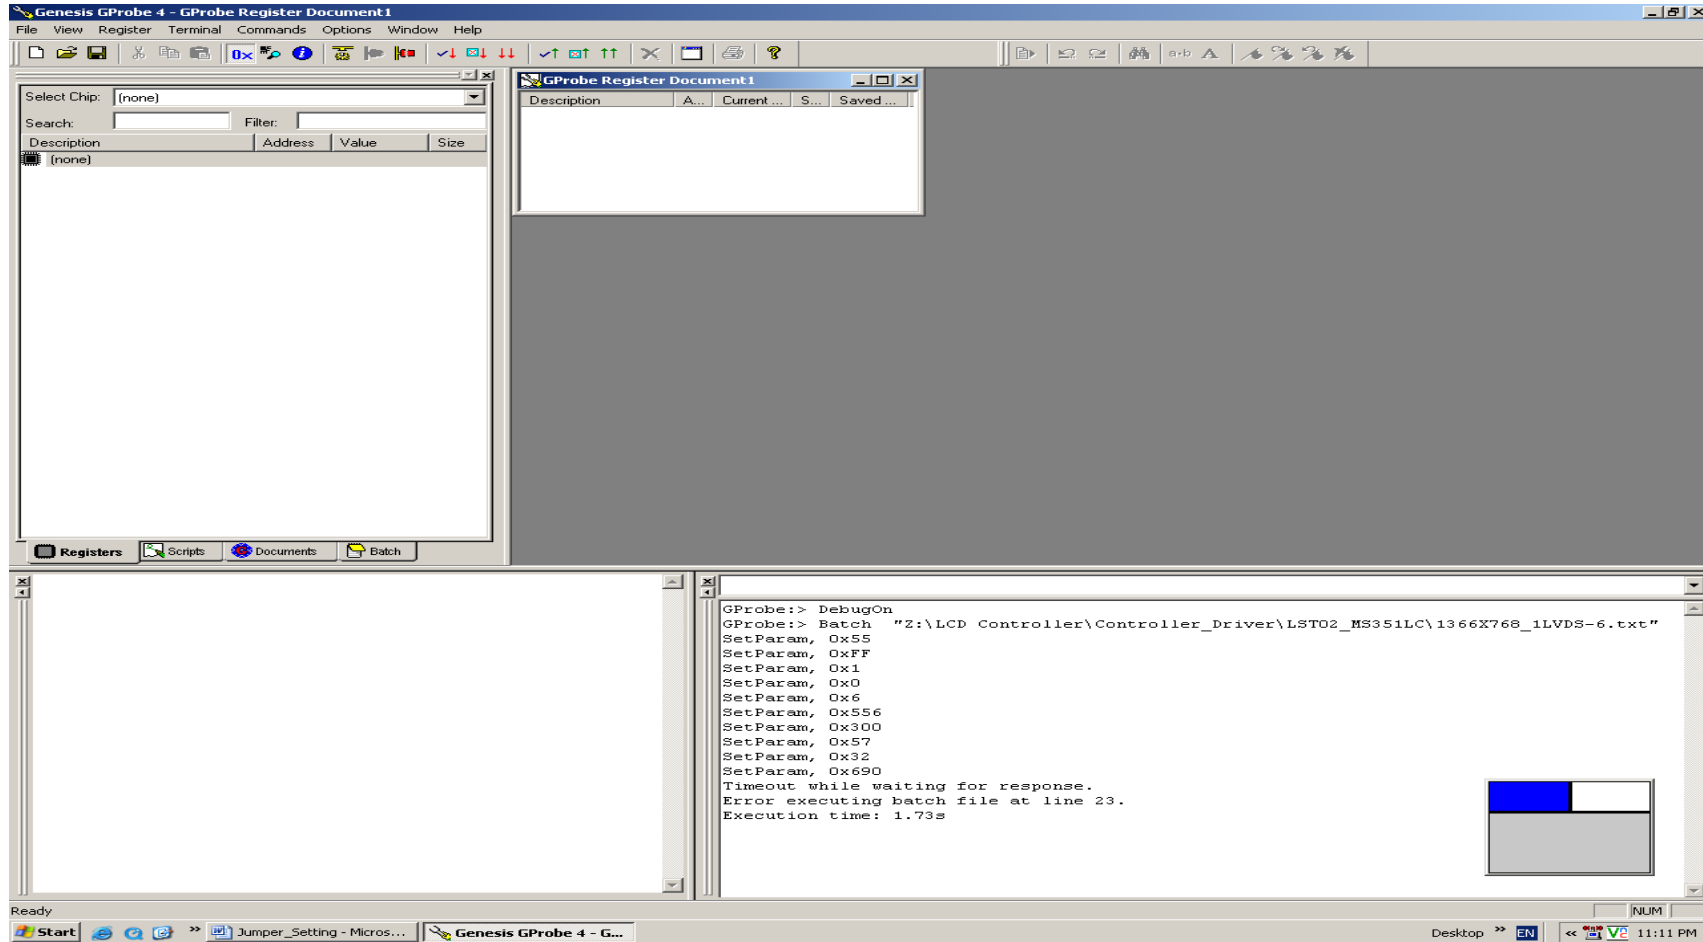 Genesis GProbe 4 - GProbe Register Document1
File View Register Terminal Commands Options Window Help
Select Chip: (none)
Search: Filter:
Description Address Value Size
(none)
Registers Scripts Documents Batch
GProbe Register Document1
Description A... Current ... S... Saved ...
GProbe:> DebugOn
GProbe:> Batch "Z:\LCD Controller\Controller_Driver\LST02_MS351LC\1366X768_1LVDS-6.txt"
SetParam, 0x55
SetParam, 0xFF
SetParam, 0x1
SetParam, 0x0
SetParam, 0x6
SetParam, 0x556
SetParam, 0x300
SetParam, 0x57
SetParam, 0x32
SetParam, 0x690
Timeout while waiting for response.
Error executing batch file at line 23.
Execution time: 1.73s
Ready NUM
Start Jumper_Setting - Micros... Genesis GProbe 4 - G... Desktop EN 11:11 PM